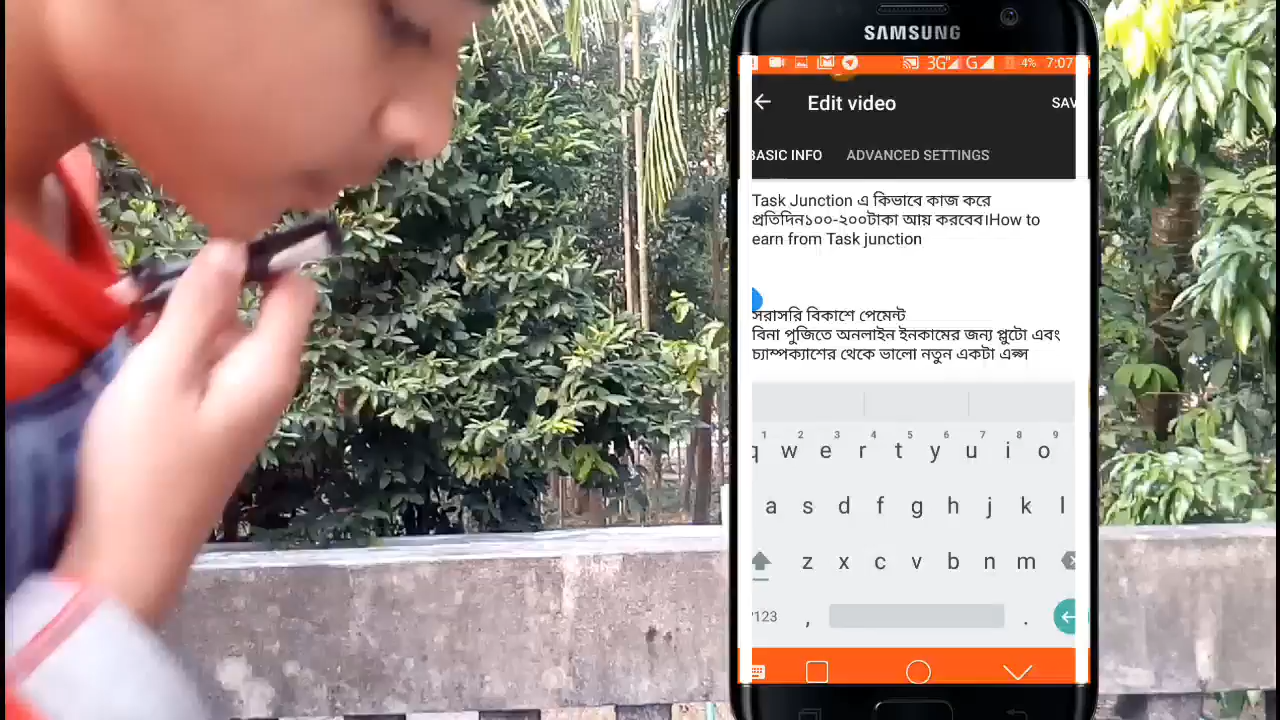 SAMSUNG
3G G 4% 7:07
Edit video
SAV
BASIC INFO ADVANCED SETTINGS
Task Junction এ কিভাবে কাজ করে
প্রতিদিন১০০-২০০টাকা আয় করবেব।How to
earn from Task junction
সরাসরি বিকাশে পেমেন্ট
বিনা পুজিতে অনলাইন ইনকামের জন্য প্লুটো এবং
চ্যাম্পক্যাশের থেকে ভালো নতুন একটা এপ্স
1 2 3 4 5 6 7 8 9
q w e r t y u i o
a s d f g h j k l
z x c v b n m
?123 , .